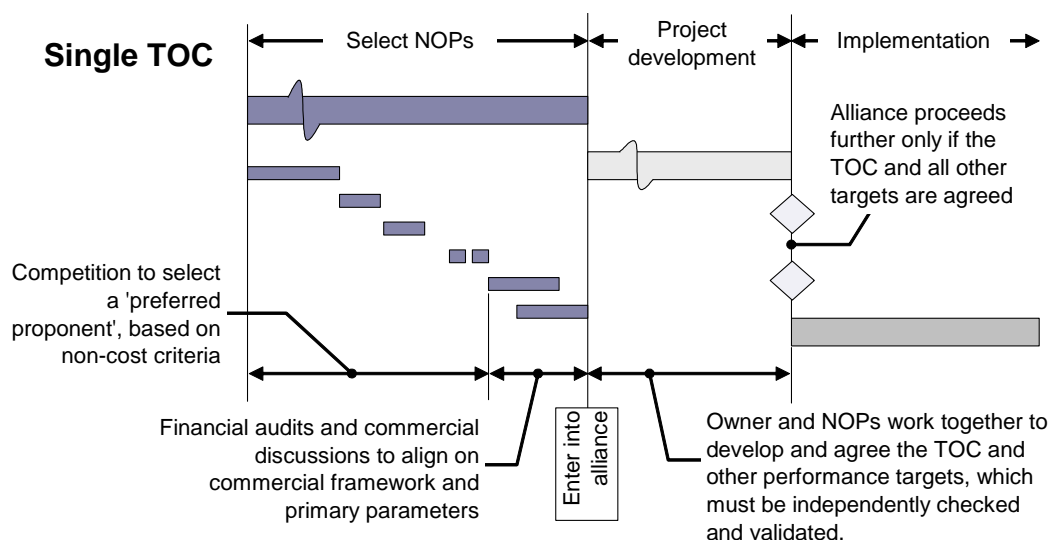 Single TOC
Select NOPs
Project
development
Implementation
Alliance proceeds
further only if the
TOC and all other
targets are agreed
Competition to select
a 'preferred
proponent', based on
non-cost criteria
Financial audits and commercial
discussions to align on
commercial framework and
primary parameters
Enter into
alliance
Owner and NOPs work together to
develop and agree the TOC and
other performance targets, which
must be independently checked
and validated.